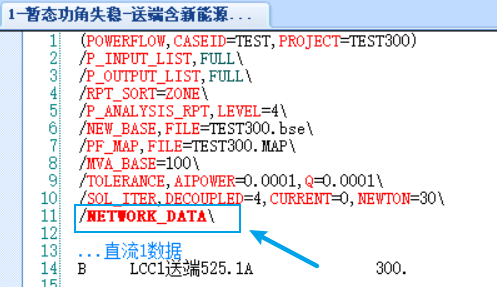 1-暂态功角失稳-送端含新能源...
1 (POWERFLOW,CASEID=TEST,PROJECT=TEST300)
2 /P_INPUT_LIST,FULL\
3 /P_OUTPUT_LIST,FULL\
4 /RPT_SORT=ZONE\
5 /P_ANALYSIS_RPT,LEVEL=4\
6 /NEW_BASE,FILE=TEST300.bse\
7 /PF_MAP,FILE=TEST300.MAP\
8 /MVA_BASE=100\
9 /TOLERANCE,AIPOWER=0.0001,Q=0.0001\
10 /SOL_ITER,DECOUPLED=4,CURRENT=0,NEWTON=30\
11 /NETWORK_DATA\
12
13 ...直流1数据
14 B LCC1送端525.1A 300.
15